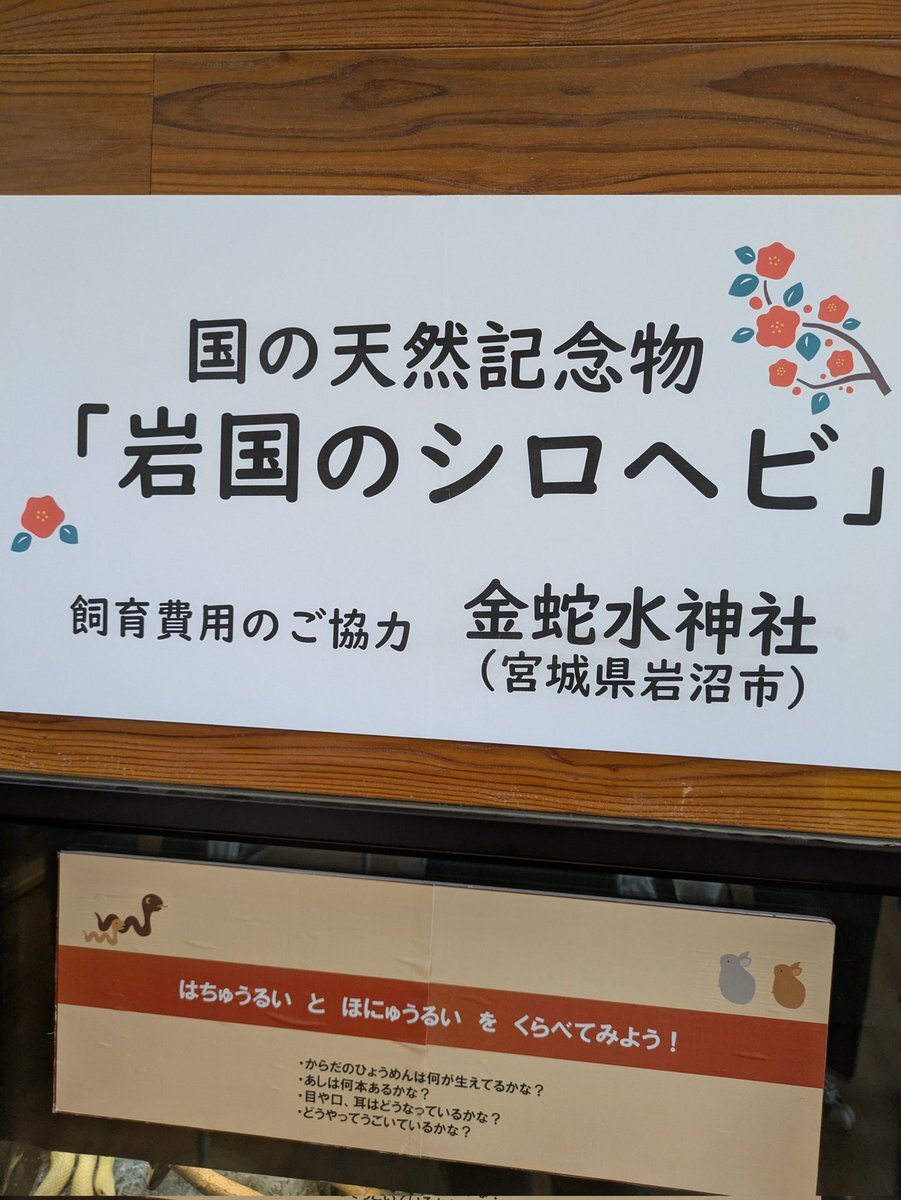 国の天然記念物
「岩国のシロヘビ」
飼育費用のご協力 金蛇水神社
(宮城県岩沼市)
はちゅうるい と ほにゅうるい を くらべてみよう!
・からだのひょうめんは何が生えてるかな?
・あしは何本あるかな?
・目や口、耳はどうなっているかな?
・どうやってうごいているかな?